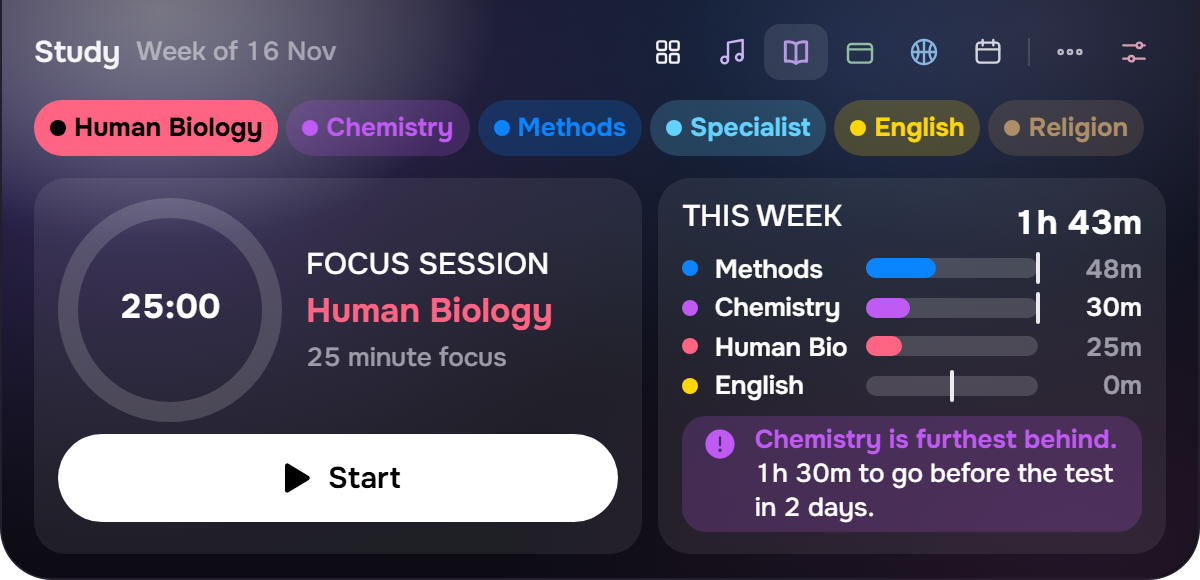 Study Week of 16 Nov
Human Biology Chemistry Methods Specialist English Religion
25:00
FOCUS SESSION
Human Biology
25 minute focus
Start
THIS WEEK 1h 43m
Methods 48m
Chemistry 30m
Human Bio 25m
English 0m
Chemistry is furthest behind.
1h 30m to go before the test
in 2 days.